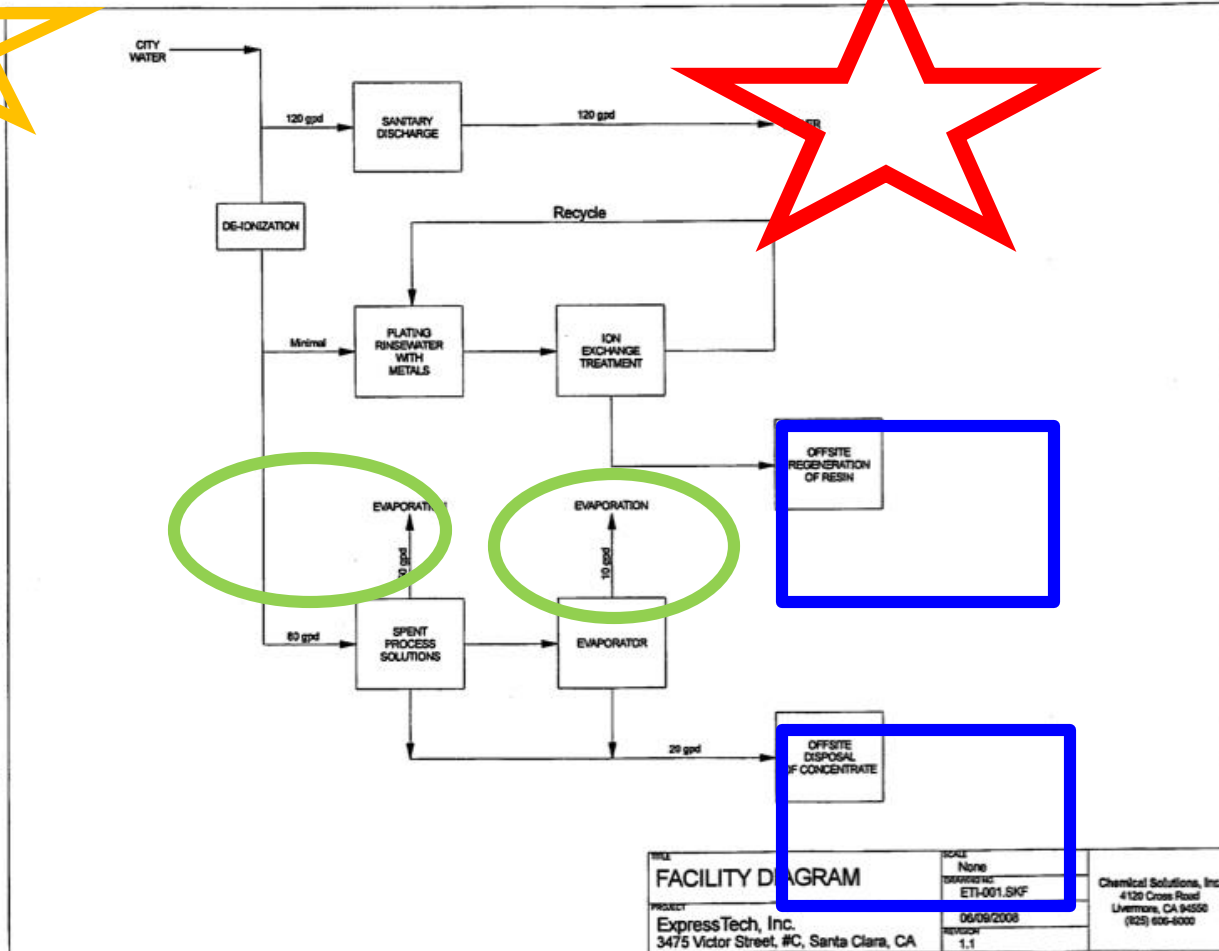 CITY
WATER
120 gpd
SANITARY
DISCHARGE
120 gpd
DE-IONIZATION
Recycle
Minimal
PLATING
RINSEWATER
WITH
METALS
ION
EXCHANGE
TREATMENT
OFFSITE
REGENERATION
OF RESIN
EVAPORATION
EVAPORATION
10 gpd
SPENT
PROCESS
SOLUTIONS
EVAPORATOR
20 gpd
OFFSITE
DISPOSAL
OF CONCENTRATE
TITLE
FACILITY DIAGRAM
SCALE
None
DRAWING NO.
ETI-001.SKF
PROJECT
ExpressTech, Inc.
3475 Victor Street, #C, Santa Clara, CA
06/09/2008
REVISION
1.1
Chemical Solutions, Inc
4120 Cross Road
Livermore, CA 94550
(925) 606-6000